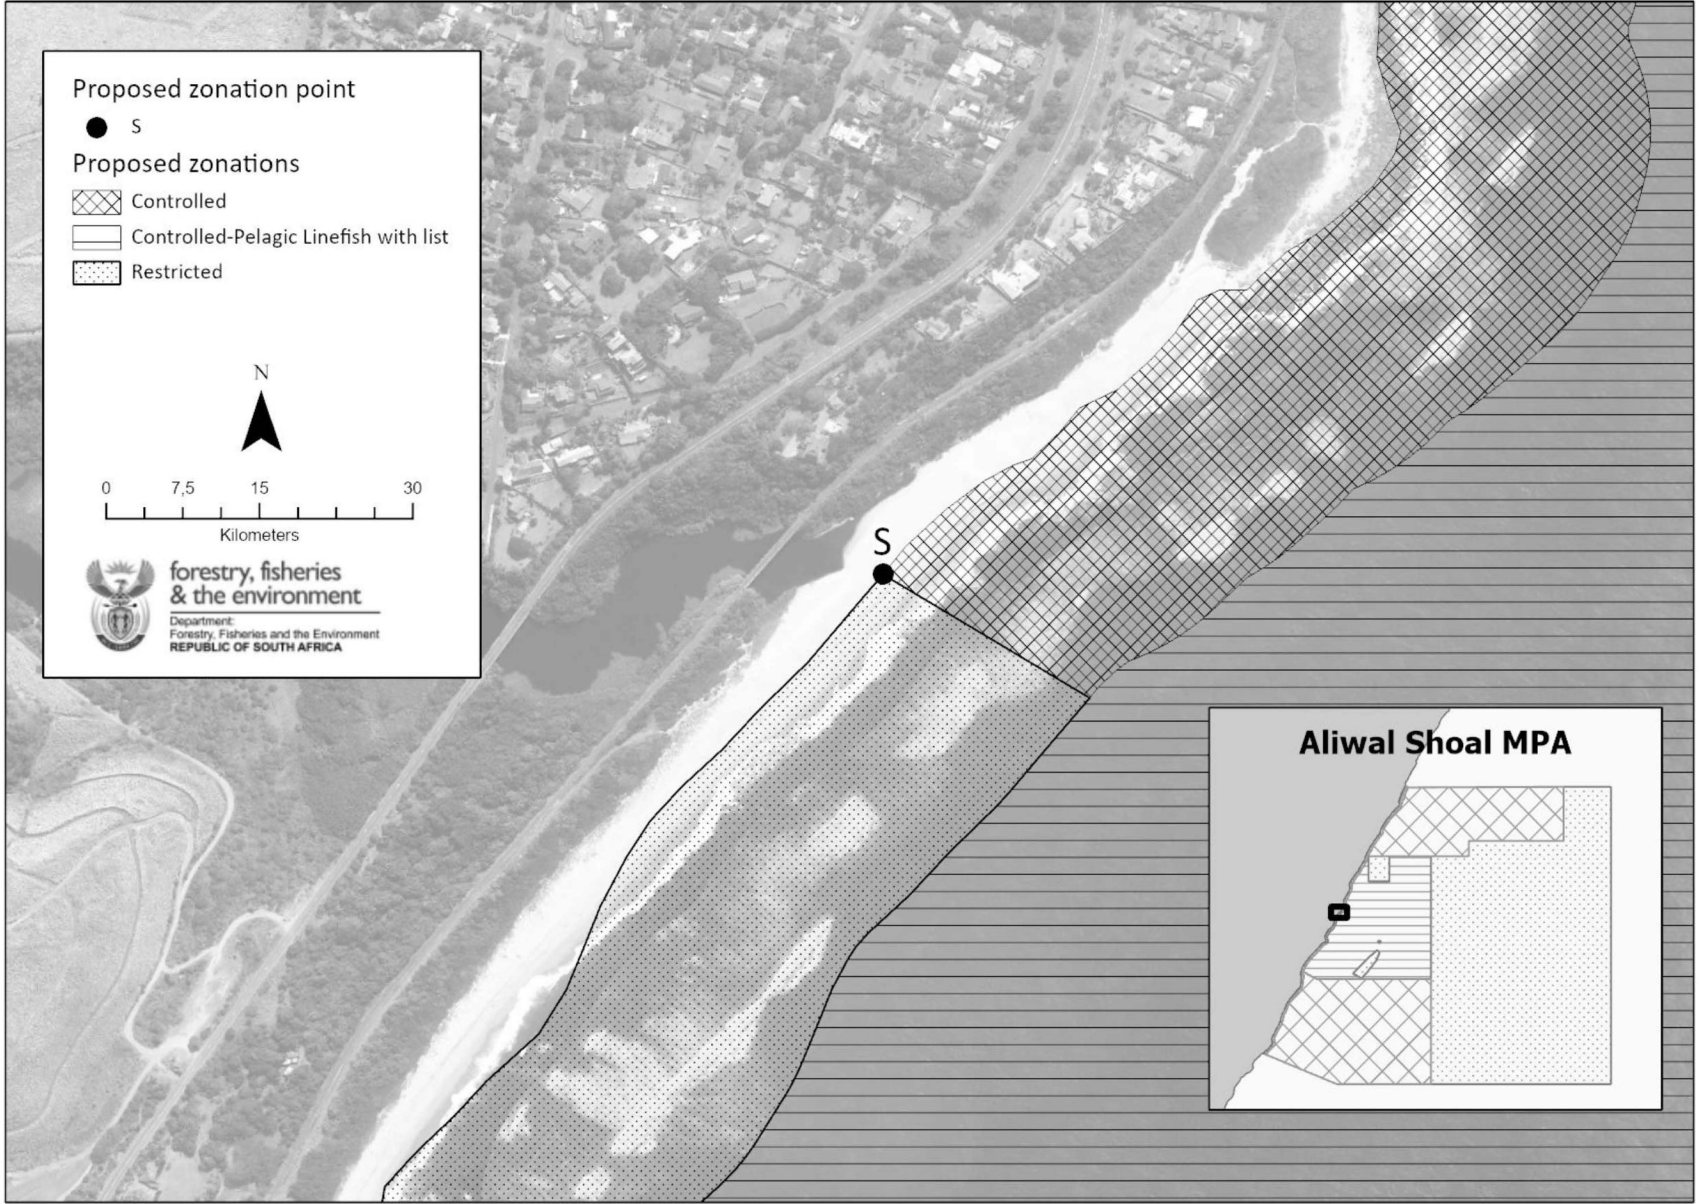 Proposed zonation point
S
Proposed zonations
Controlled
Controlled-Pelagic Linefish with list
Restricted
N
0 7,5 15 30
Kilometers
forestry, fisheries
& the environment
Department:
Forestry, Fisheries and the Environment
REPUBLIC OF SOUTH AFRICA
S
Aliwal Shoal MPA